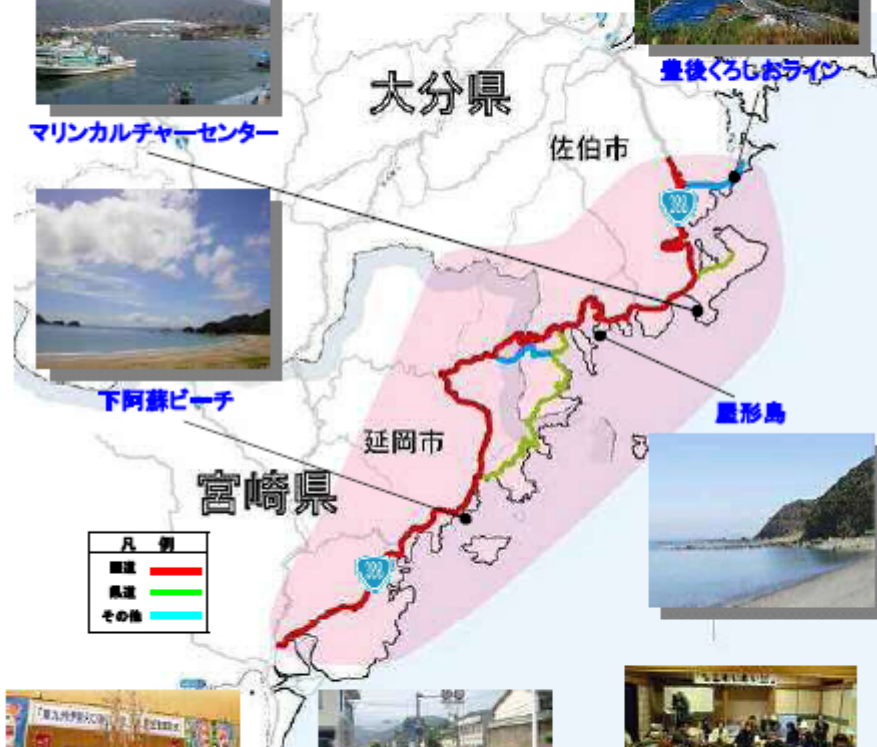 豊後くろしおライン
大分県
マリンカルチャーセンター
佐伯市
388
下阿蘇ビーチ
屋形島
延岡市
宮崎県
凡 例
国道
県道
その他
388